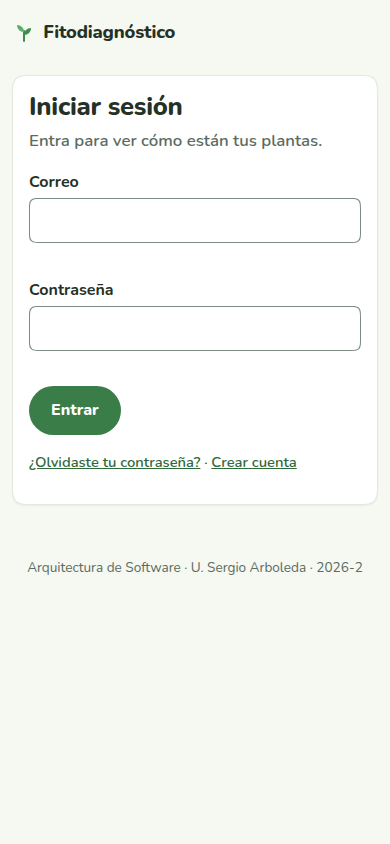 Fitodiagnóstico
Iniciar sesión
Entra para ver cómo están tus plantas.
Correo
Contraseña
Entrar
¿Olvidaste tu contraseña? · Crear cuenta
Arquitectura de Software · U. Sergio Arboleda · 2026-2